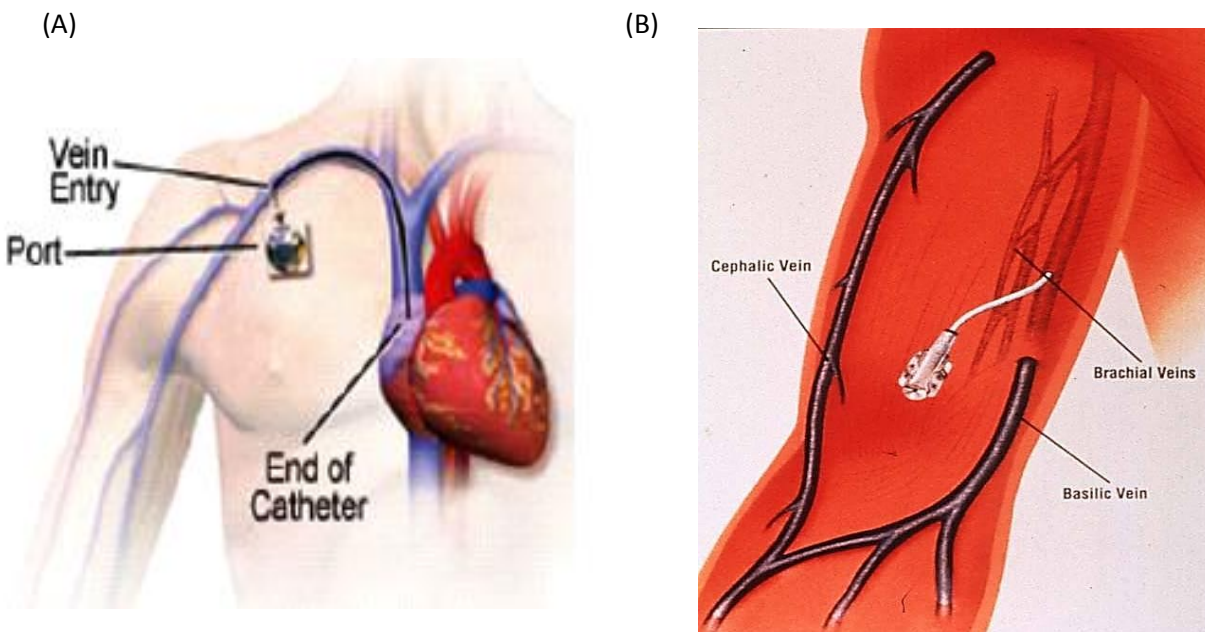 (A)
(B)
Vein
Entry
Port
End of
Catheter
Cephalic Vein
Brachial Veins
Basilic Vein